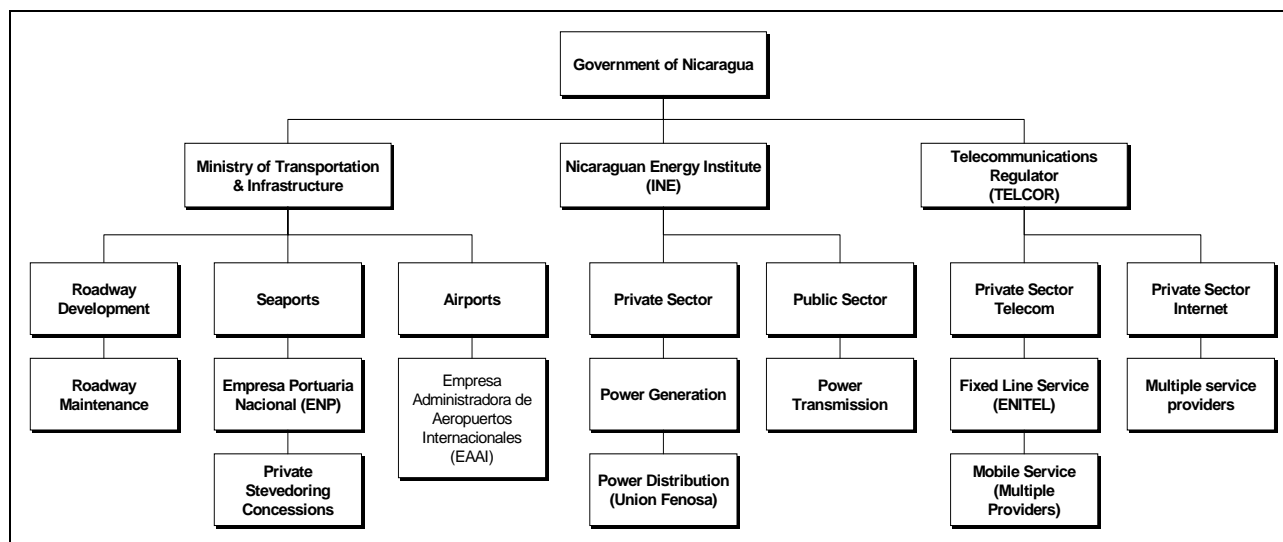 Government of Nicaragua
Ministry of Transportation
& Infrastructure
Nicaraguan Energy Institute
(INE)
Telecommunications
Regulator
(TELCOR)
Roadway
Development
Seaports
Airports
Private Sector
Public Sector
Private Sector
Telecom
Private Sector
Internet
Roadway
Maintenance
Empresa Portuaria
Nacional (ENP)
Empresa
Administradora de
Aeropuertos
Internacionales
(EAAI)
Power Generation
Power
Transmission
Fixed Line Service
(ENITEL)
Multiple service
providers
Private
Stevedoring
Concessions
Power Distribution
(Union Fenosa)
Mobile Service
(Multiple
Providers)